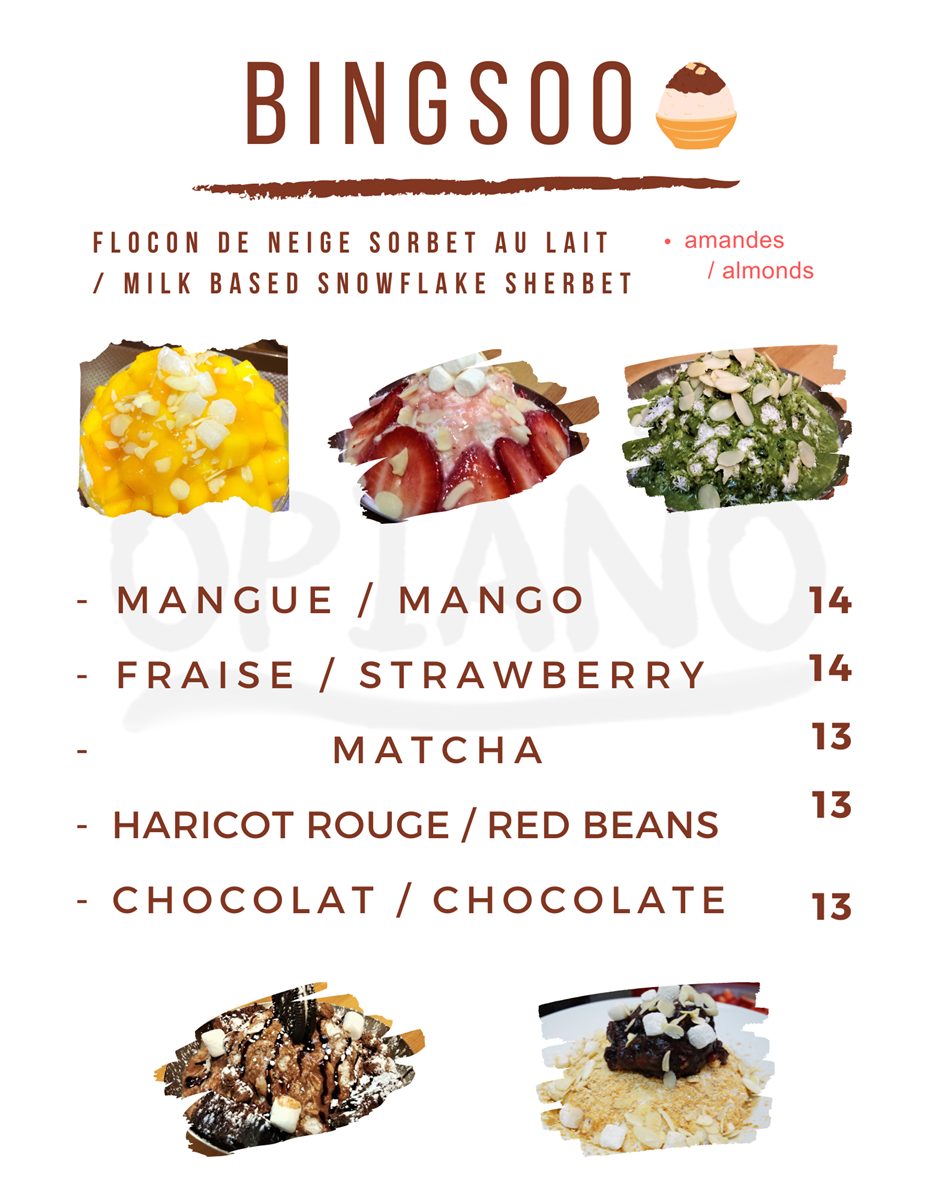 BINGSOO
FLOCON DE NEIGE SORBET AU LAIT
/ MILK BASED SNOWFLAKE SHERBET
• amandes
/ almonds
OPIANO
- MANGUE / MANGO 14
- FRAISE / STRAWBERRY 14
- MATCHA 13
- HARICOT ROUGE / RED BEANS 13
- CHOCOLAT / CHOCOLATE 13